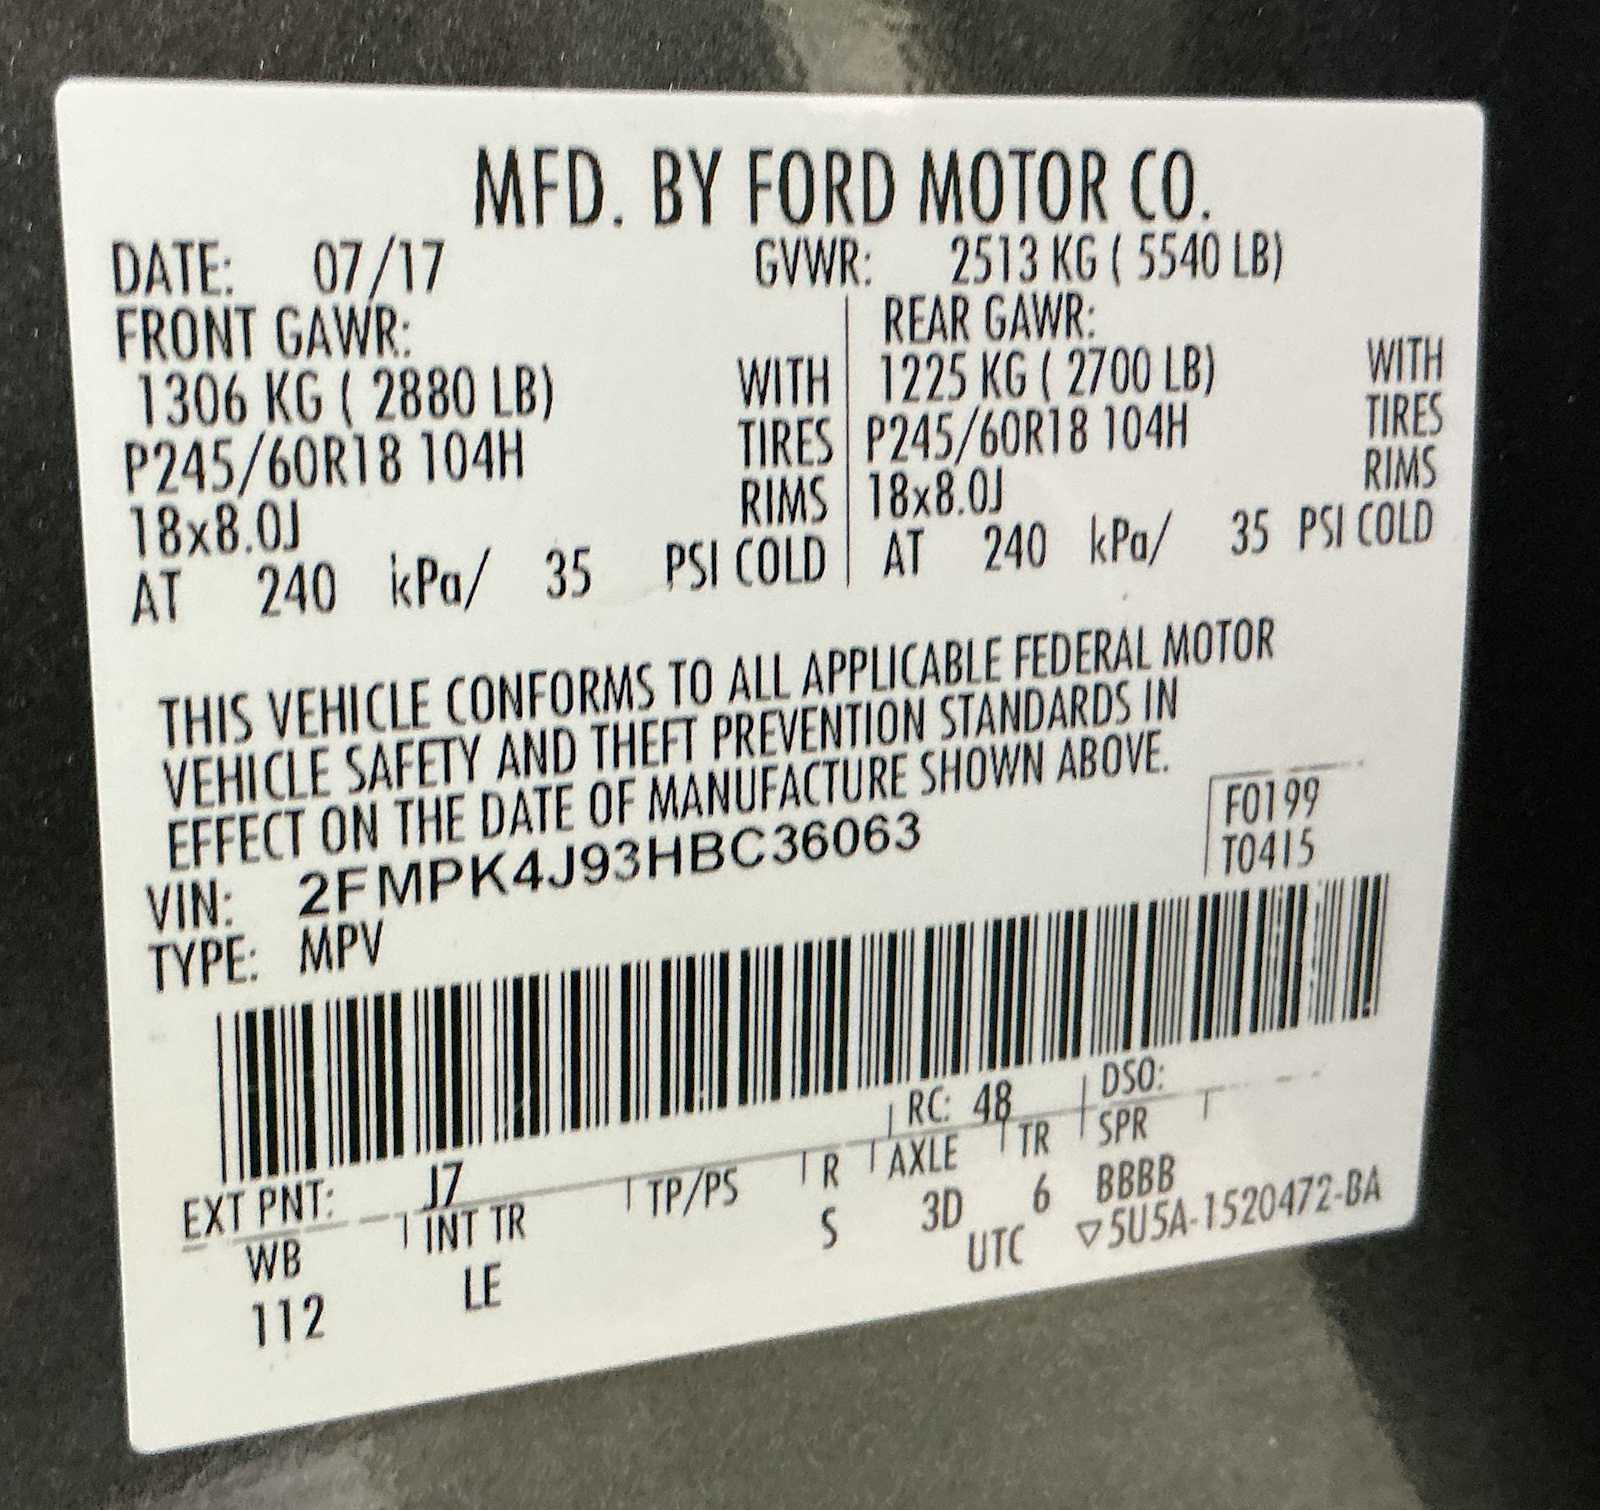 MFD. BY FORD MOTOR CO.
DATE: 07/17 GVWR: 2513 KG ( 5540 LB)
FRONT GAWR: REAR GAWR:
1306 KG ( 2880 LB) WITH 1225 KG ( 2700 LB) WITH
P245/60R18 104H TIRES P245/60R18 104H TIRES
18x8.0J RIMS 18x8.0J RIMS
AT 240 kPa/ 35 PSI COLD AT 240 kPa/ 35 PSI COLD
THIS VEHICLE CONFORMS TO ALL APPLICABLE FEDERAL MOTOR
VEHICLE SAFETY AND THEFT PREVENTION STANDARDS IN
EFFECT ON THE DATE OF MANUFACTURE SHOWN ABOVE.
F0199
VIN: 2FMPK4J93HBC36063 T0415
TYPE: MPV
EXT PNT: J7 RC: 48 DSO:
WB INT TR TP/PS R AXLE TR SPR
112 LE S 3D 6 BBBB
UTC ▽5U5A-1520472-BA